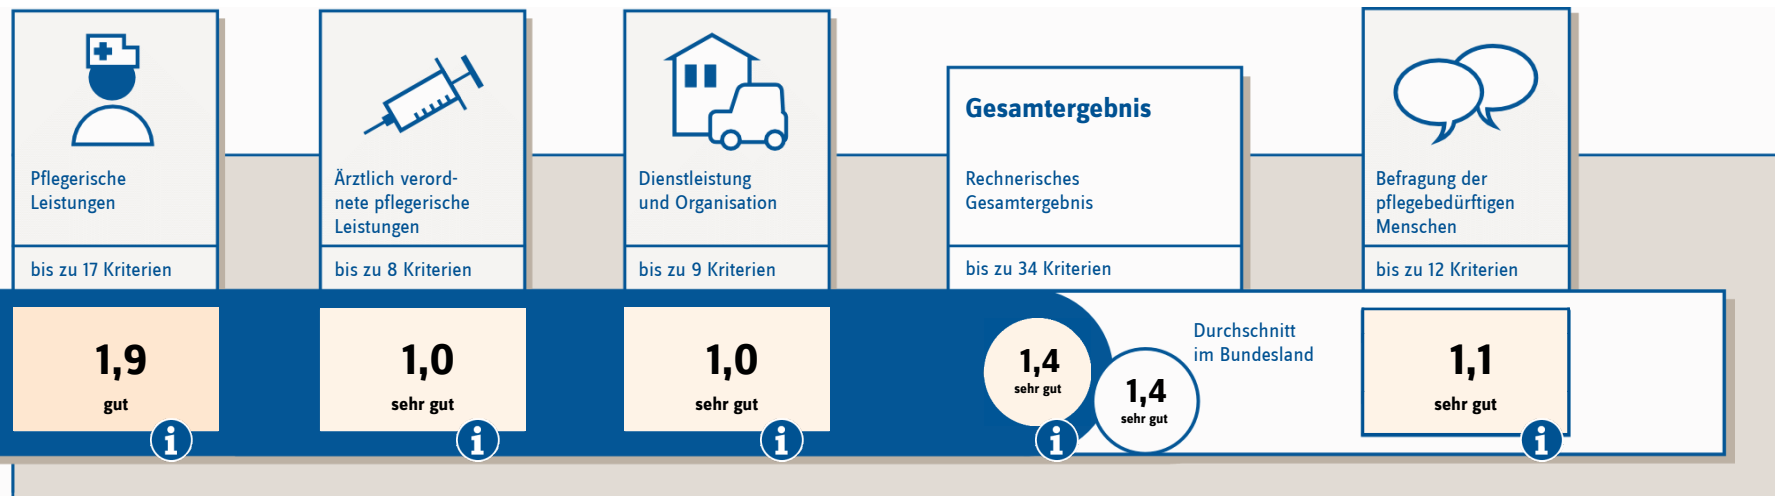 Pflegerische
Leistungen
bis zu 17 Kriterien
1,9
gut
i
Ärztlich verord-
nete pflegerische
Leistungen
bis zu 8 Kriterien
1,0
sehr gut
i
Dienstleistung
und Organisation
bis zu 9 Kriterien
1,0
sehr gut
i
Gesamtergebnis
Rechnerisches
Gesamtergebnis
bis zu 34 Kriterien
1,4
sehr gut
i
Durchschnitt
im Bundesland
1,4
sehr gut
Befragung der
pflegebedürftigen
Menschen
bis zu 12 Kriterien
1,1
sehr gut
i